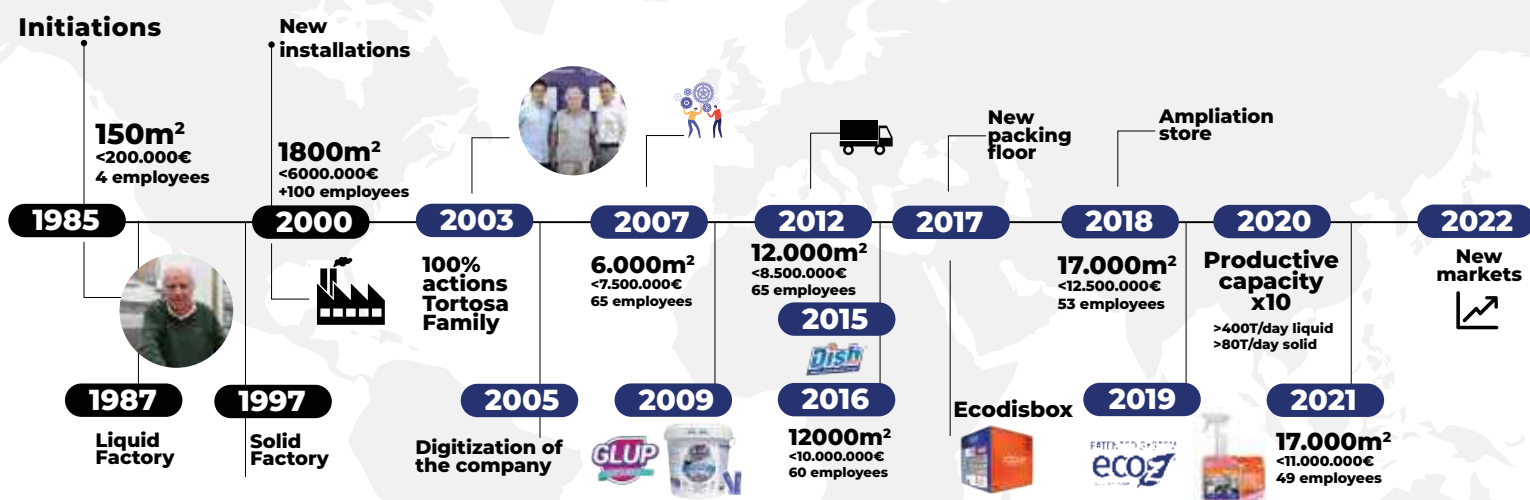 Initiations
150m²
<200.000€
4 employees
1985
1987
Liquid
Factory
1997
Solid
Factory
New
installations
1800m²
<6000.000€
+100 employees
2000
2003
100%
actions
Tortosa
Family
2005
Digitization of
the company
2007
6.000m²
<7.500.000€
65 employees
2009
GLUP
2012
12.000m²
<8.500.000€
65 employees
2015
Dish
2016
12000m²
<10.000.000€
60 employees
New
packing
floor
2017
Ecodisbox
Ampliation
store
2018
17.000m²
<12.500.000€
53 employees
2019
PATENTED SYSTEM
2020
Productive
capacity
x10
>400T/day liquid
>80T/day solid
2021
17.000m²
<11.000.000€
49 employees
2022
New
markets